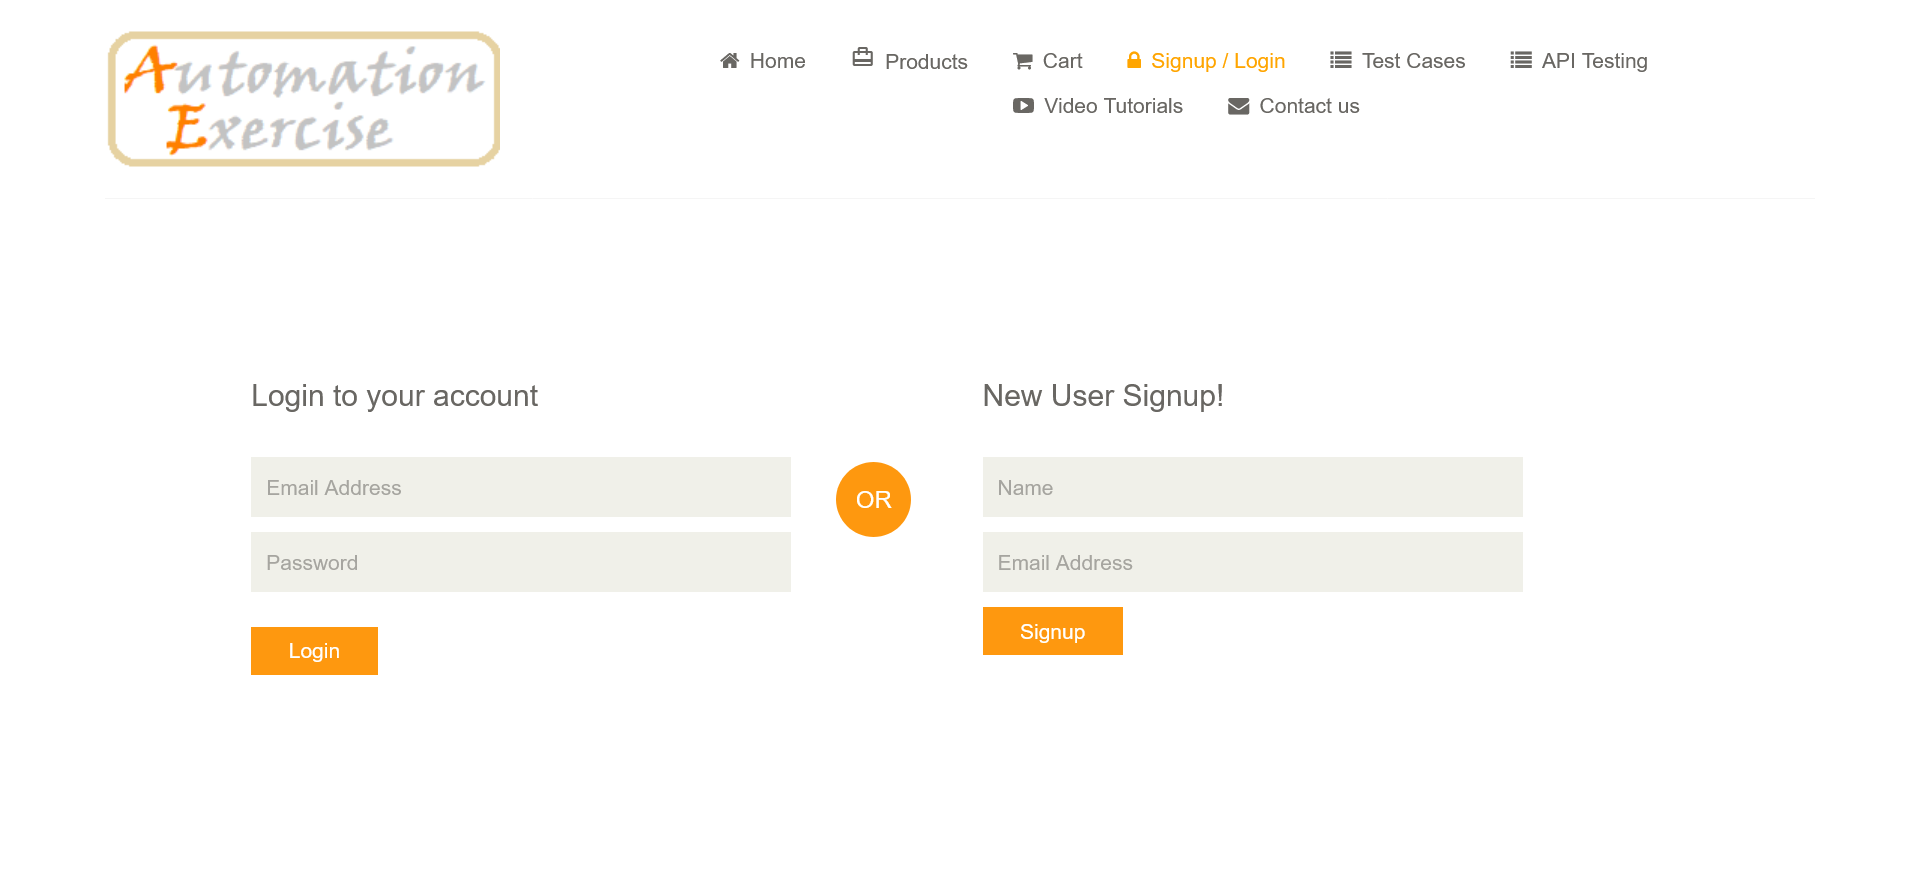 Automation
Exercise
Home Products Cart Signup / Login Test Cases API Testing
Video Tutorials Contact us
Login to your account
Email Address
Password
Login
OR
New User Signup!
Name
Email Address
Signup